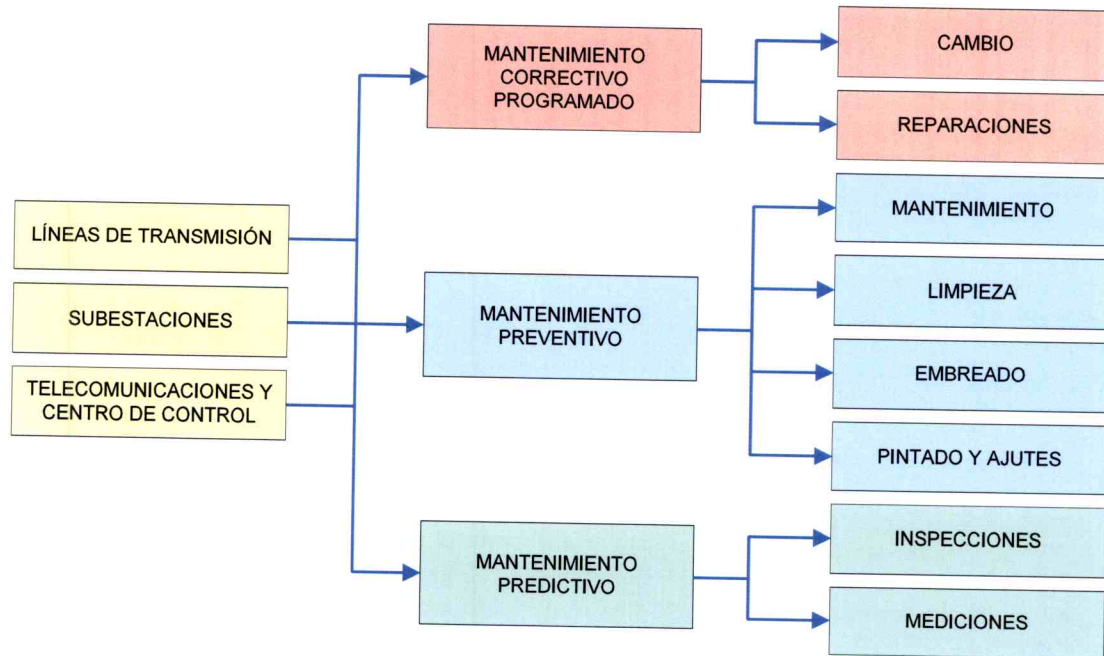 LÍNEAS DE TRANSMISIÓN
SUBESTACIONES
TELECOMUNICACIONES Y
CENTRO DE CONTROL
MANTENIMIENTO
CORRECTIVO
PROGRAMADO
MANTENIMIENTO
PREVENTIVO
MANTENIMIENTO
PREDICTIVO
CAMBIO
REPARACIONES
MANTENIMIENTO
LIMPIEZA
EMBREADO
PINTADO Y AJUTES
INSPECCIONES
MEDICIONES